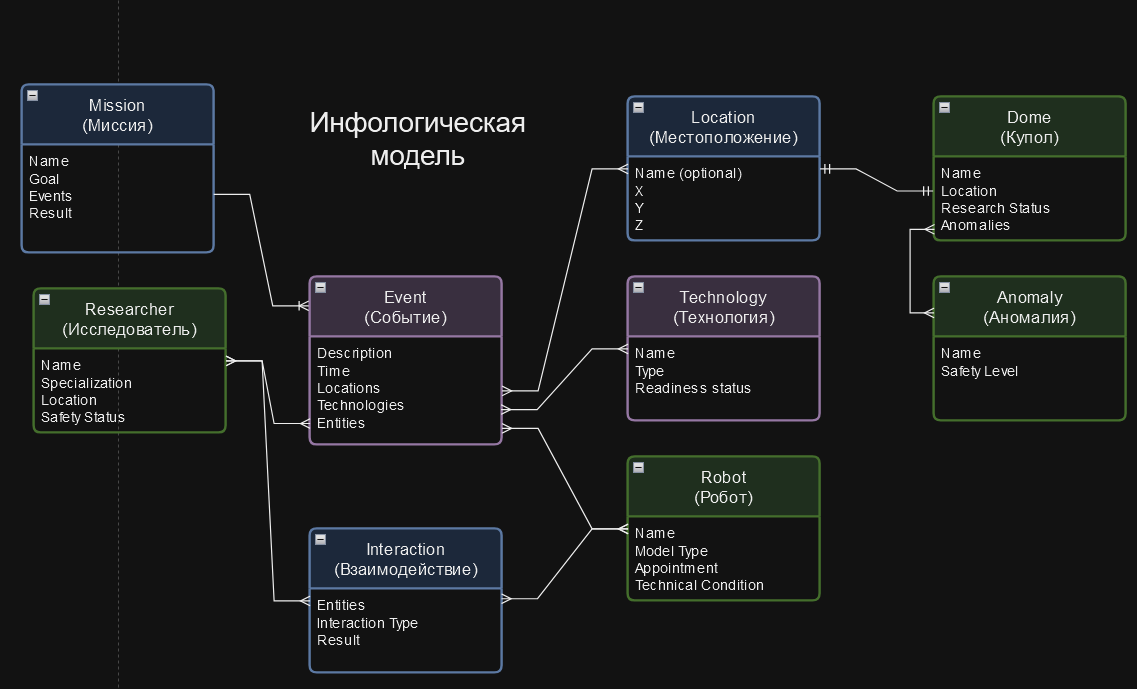 Mission
(Миссия)
Name
Goal
Events
Result
Инфологическая
модель
Location
(Местоположение)
Name (optional)
X
Y
Z
Dome
(Купол)
Name
Location
Research Status
Anomalies
Researcher
(Исследователь)
Name
Specialization
Location
Safety Status
Event
(Событие)
Description
Time
Locations
Technologies
Entities
Technology
(Технология)
Name
Type
Readiness status
Anomaly
(Аномалия)
Name
Safety Level
Interaction
(Взаимодействие)
Entities
Interaction Type
Result
Robot
(Робот)
Name
Model Type
Appointment
Technical Condition